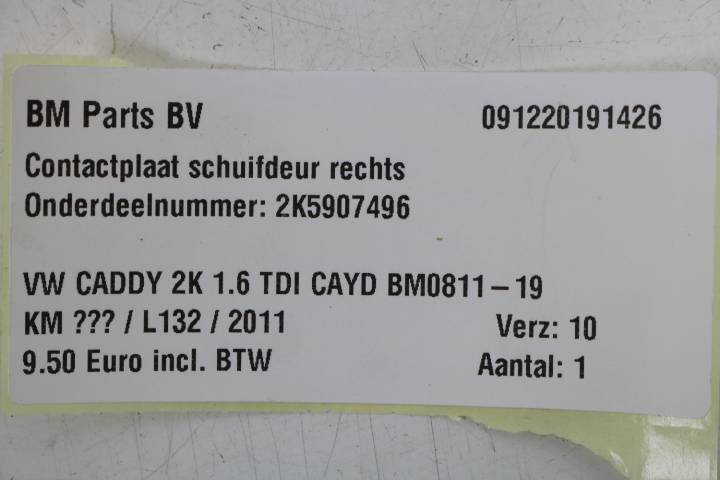 BM Parts BV 091220191426
Contactplaat schuifdeur rechts
Onderdeelnummer: 2K5907496
VW CADDY 2K 1.6 TDI CAYD BM0811-19
KM ??? / L132 / 2011 Verz: 10
9.50 Euro incl. BTW Aantal: 1